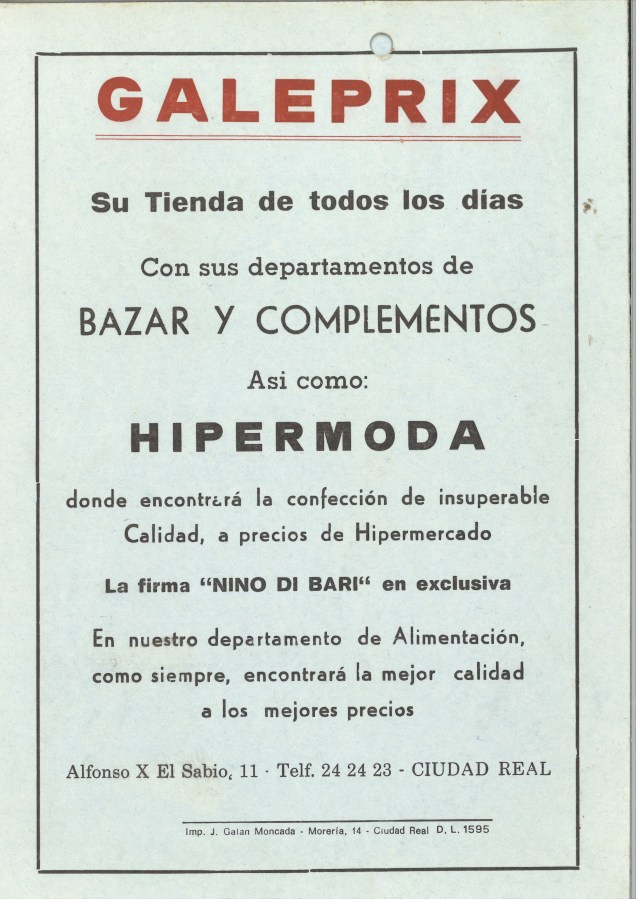 GALEPRIX
Su Tienda de todos los días
Con sus departamentos de
BAZAR Y COMPLEMENTOS
Asi como:
HIPERMODA
donde encontrará la confección de insuperable
Calidad, a precios de Hipermercado
La firma "NINO DI BARI" en exclusiva
En nuestro departamento de Alimentación,
como siempre, encontrará la mejor calidad
a los mejores precios
Alfonso X El Sabio, 11 · Telf. 24 24 23 - CIUDAD REAL
Imp. J. Galan Moncada - Morería, 14 - Ciudad Real D. L. 1595